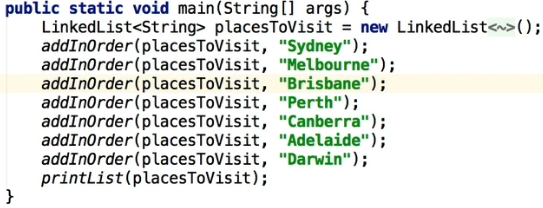 public static void main(String[] args) {
LinkedList<String> placesToVisit = new LinkedList<~>();
addInOrder(placesToVisit, "Sydney");
addInOrder(placesToVisit, "Melbourne");
addInOrder(placesToVisit, "Brisbane");
addInOrder(placesToVisit, "Perth");
addInOrder(placesToVisit, "Canberra");
addInOrder(placesToVisit, "Adelaide");
addInOrder(placesToVisit, "Darwin");
printList(placesToVisit);
}